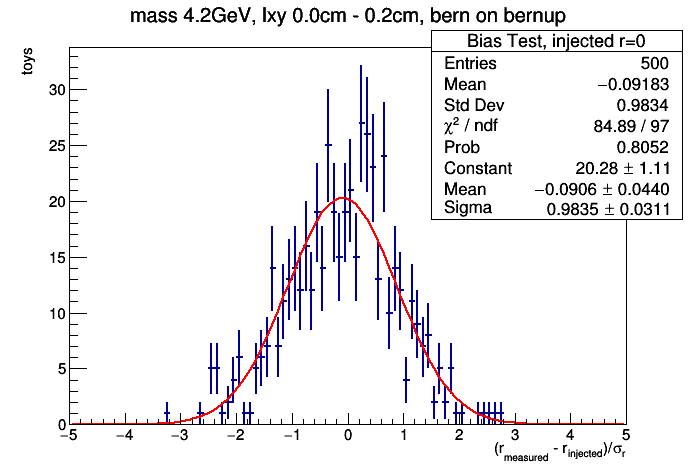 mass 4.2GeV, lxy 0.0cm - 0.2cm, bern on bernup
Bias Test, injected r=0
Entries 500
Mean −0.09183
Std Dev 0.9834
χ² / ndf 84.89 / 97
Prob 0.8052
Constant 20.28 ± 1.11
Mean −0.0906 ± 0.0440
Sigma 0.9835 ± 0.0311
toys
30
25
20
15
10
5
0
−5 −4 −3 −2 −1 0 1 2 3 4 5
(r_measured - r_injected)/σ_r